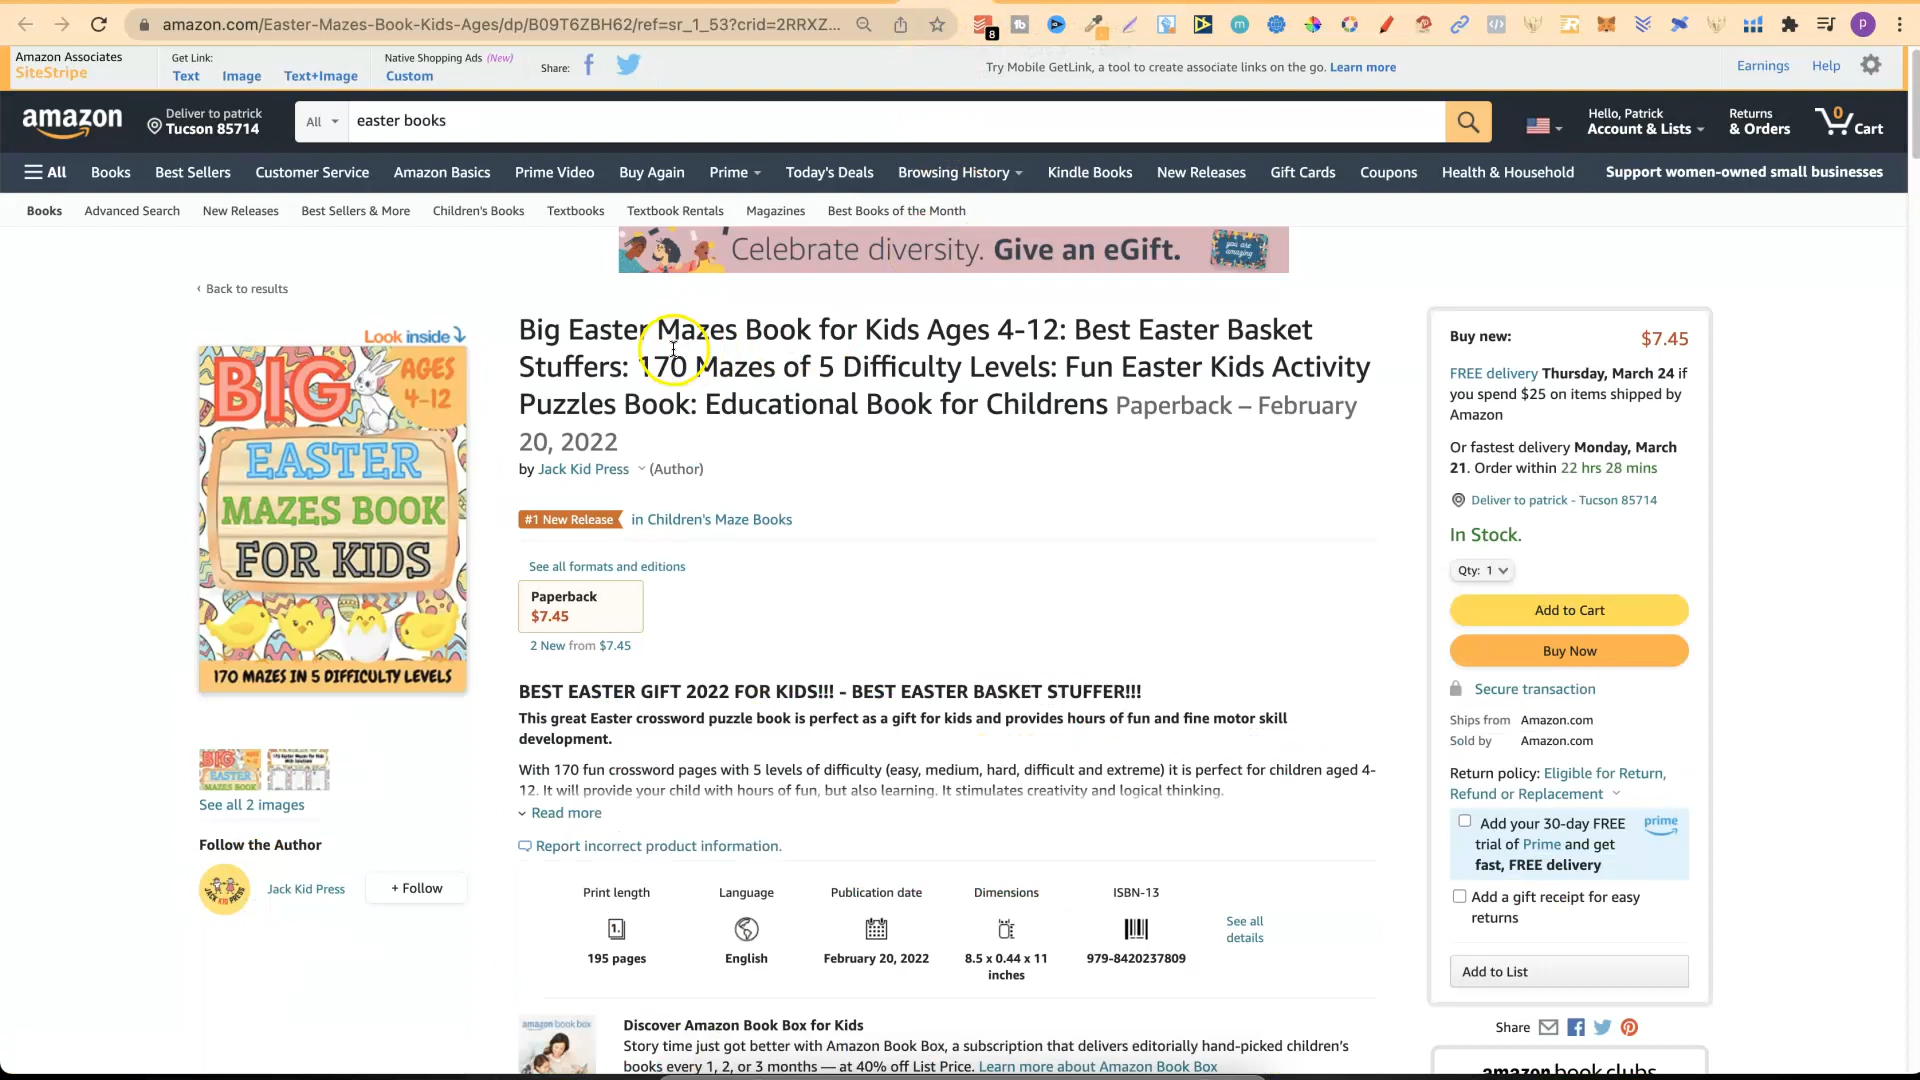 amazon.com/Easter-Mazes-Book-Kids-Ages/dp/B09T6ZBH62/ref=sr_1_53?crid=2RRXZ...
8
p
Amazon Associates
SiteStripe
Get Link:
Text Image Text+Image
Native Shopping Ads (New)
Custom
Share:
Try Mobile GetLink, a tool to create associate links on the go. Learn more
Earnings Help
amazon
Deliver to patrick
Tucson 85714
All
easter books
Hello, Patrick
Account & Lists
Returns
& Orders
0
Cart
All Books Best Sellers Customer Service Amazon Basics Prime Video Buy Again Prime Today's Deals Browsing History Kindle Books New Releases Gift Cards Coupons Health & Household Support women-owned small businesses
Books Advanced Search New Releases Best Sellers & More Children's Books Textbooks Textbook Rentals Magazines Best Books of the Month
Celebrate diversity. Give an eGift.
you are
amazing
‹ Back to results
Look inside
BIG
AGES
4-12
EASTER
MAZES BOOK
FOR KIDS
170 MAZES IN 5 DIFFICULTY LEVELS
See all 2 images
Follow the Author
Jack Kid Press
+ Follow
Big Easter Mazes Book for Kids Ages 4-12: Best Easter Basket
Stuffers: 170 Mazes of 5 Difficulty Levels: Fun Easter Kids Activity
Puzzles Book: Educational Book for Childrens Paperback – February
20, 2022
by Jack Kid Press (Author)
#1 New Release in Children's Maze Books
See all formats and editions
Paperback
$7.45
2 New from $7.45
BEST EASTER GIFT 2022 FOR KIDS!!! - BEST EASTER BASKET STUFFER!!!
This great Easter crossword puzzle book is perfect as a gift for kids and provides hours of fun and fine motor skill
development.
With 170 fun crossword pages with 5 levels of difficulty (easy, medium, hard, difficult and extreme) it is perfect for children aged 4-
12. It will provide your child with hours of fun, but also learning. It stimulates creativity and logical thinking.
Read more
Report incorrect product information.
Print length Language Publication date Dimensions ISBN-13
195 pages English February 20, 2022 8.5 x 0.44 x 11
inches
979-8420237809
See all
details
amazon book box
Discover Amazon Book Box for Kids
Story time just got better with Amazon Book Box, a subscription that delivers editorially hand-picked children's
books every 1, 2, or 3 months — at 40% off List Price. Learn more about Amazon Book Box
Buy new: $7.45
FREE delivery Thursday, March 24 if
you spend $25 on items shipped by
Amazon
Or fastest delivery Monday, March
21. Order within 22 hrs 28 mins
Deliver to patrick - Tucson 85714
In Stock.
Qty: 1
Add to Cart
Buy Now
Secure transaction
Ships from Amazon.com
Sold by Amazon.com
Return policy: Eligible for Return,
Refund or Replacement
Add your 30-day FREE
trial of Prime and get
fast, FREE delivery
prime
Add a gift receipt for easy
returns
Add to List
Share
amazon book clubs